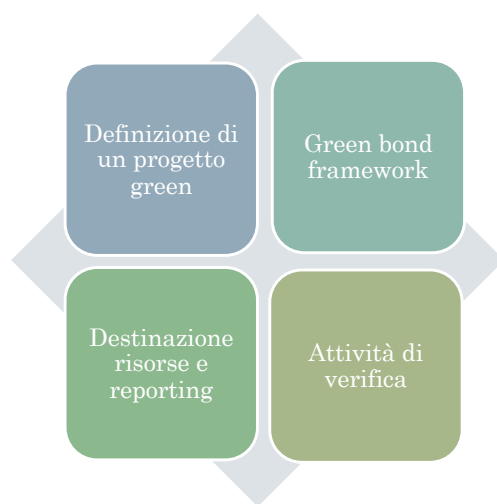 Definizione di
un progetto
green
Green bond
framework
Destinazione
risorse e
reporting
Attività di
verifica